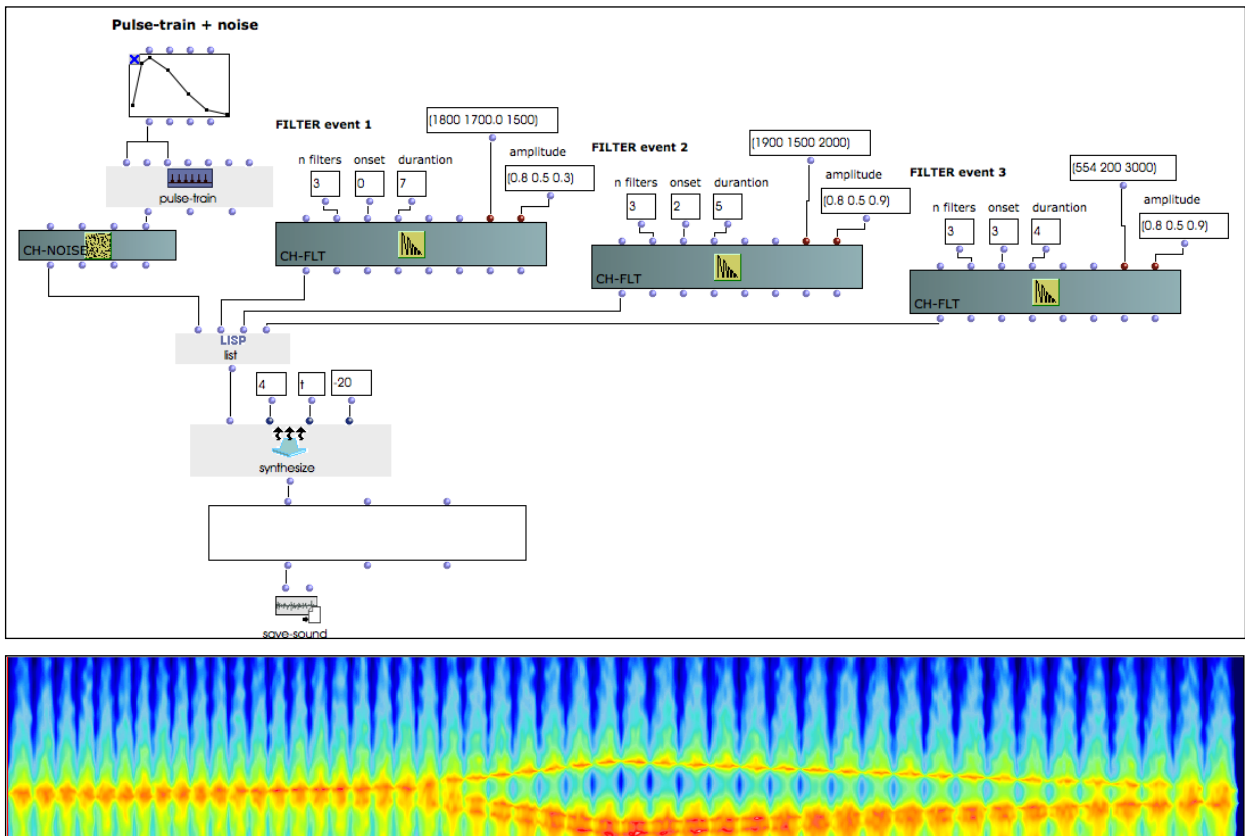 Pulse-train + noise
pulse-train
CH-NOISE
FILTER event 1
(1800 1700.0 1500)
n filters onset durantion amplitude
3 0 7 (0.8 0.5 0.3)
CH-FLT
FILTER event 2
(1900 1500 2000)
n filters onset durantion amplitude
3 2 5 (0.8 0.5 0.9)
CH-FLT
FILTER event 3
(554 200 3000)
n filters onset durantion amplitude
3 3 4 (0.8 0.5 0.9)
CH-FLT
LISP
list
4 t -20
synthesize
save-sound